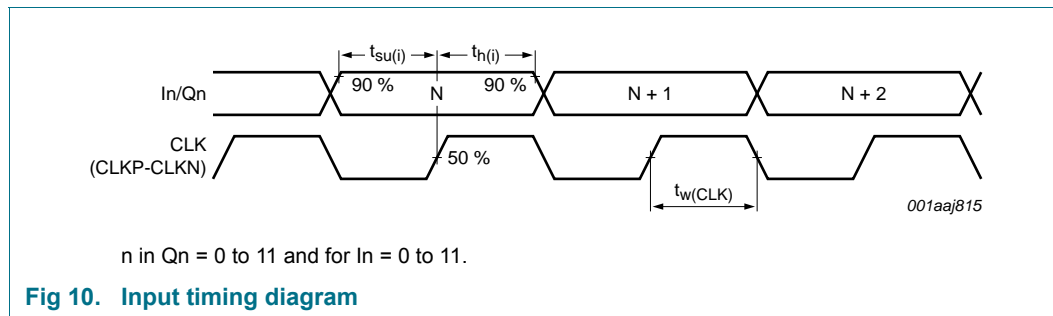 tsu(i) th(i)
90 % N 90 % N + 1 N + 2
In/Qn
CLK
(CLKP-CLKN)
50 %
tw(CLK)
001aaj815
n in Qn = 0 to 11 and for In = 0 to 11.
Fig 10. Input timing diagram